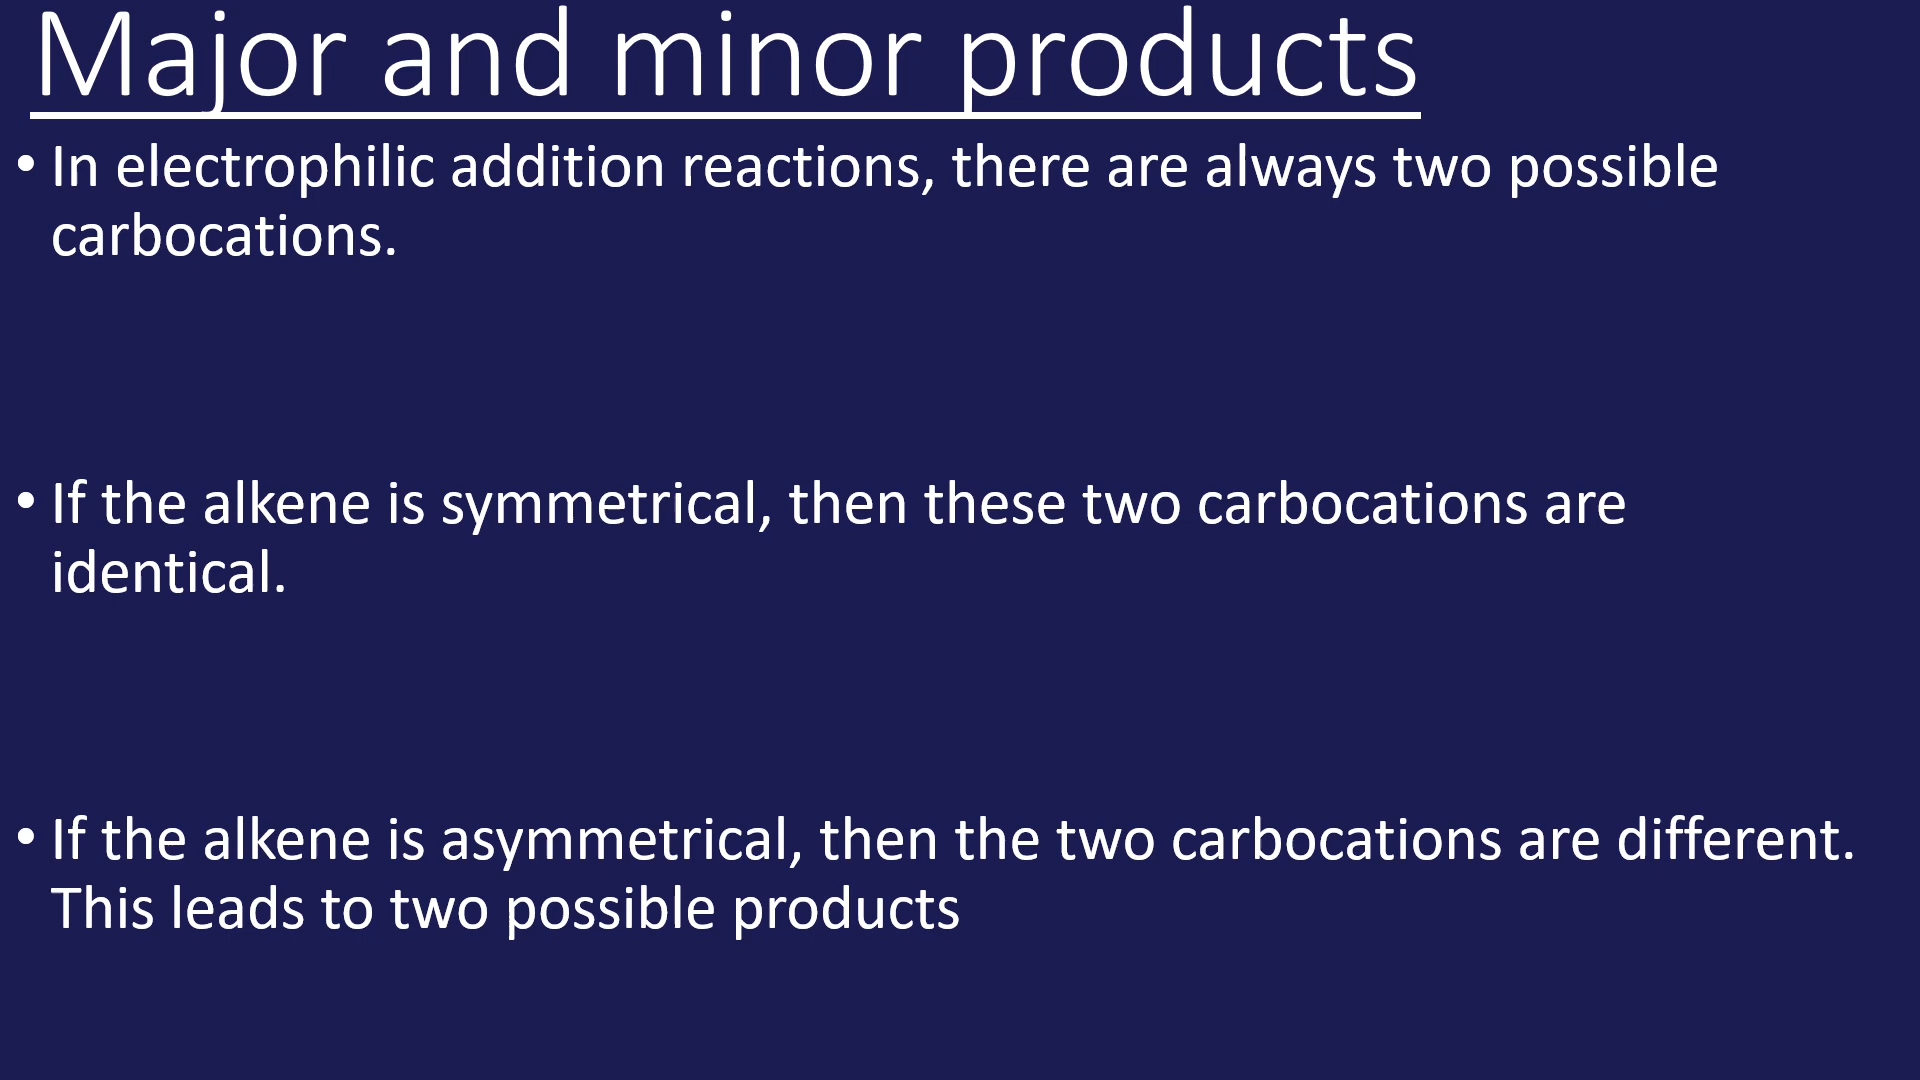 Major and minor products
• In electrophilic addition reactions, there are always two possible
carbocations.
• If the alkene is symmetrical, then these two carbocations are
identical.
• If the alkene is asymmetrical, then the two carbocations are different.
This leads to two possible products